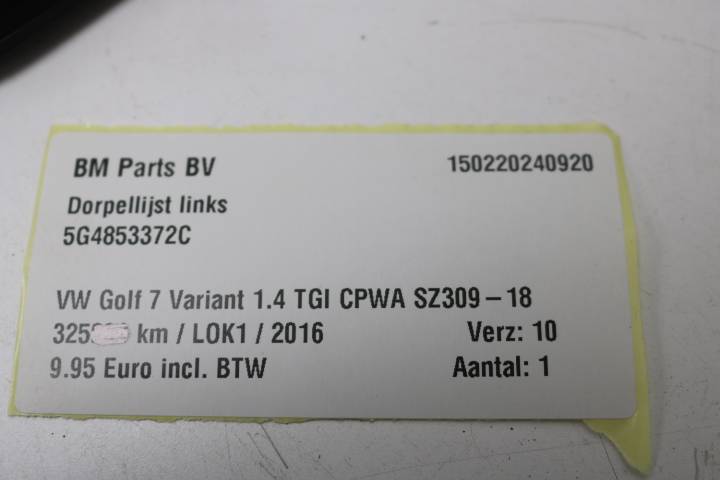 BM Parts BV 150220240920
Dorpellijst links
5G4853372C
VW Golf 7 Variant 1.4 TGI CPWA SZ309-18
325 km / LOK1 / 2016 Verz: 10
9.95 Euro incl. BTW Aantal: 1